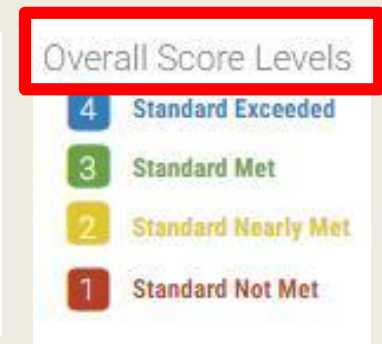 Overall Score Levels
4 Standard Exceeded
3 Standard Met
2 Standard Nearly Met
1 Standard Not Met